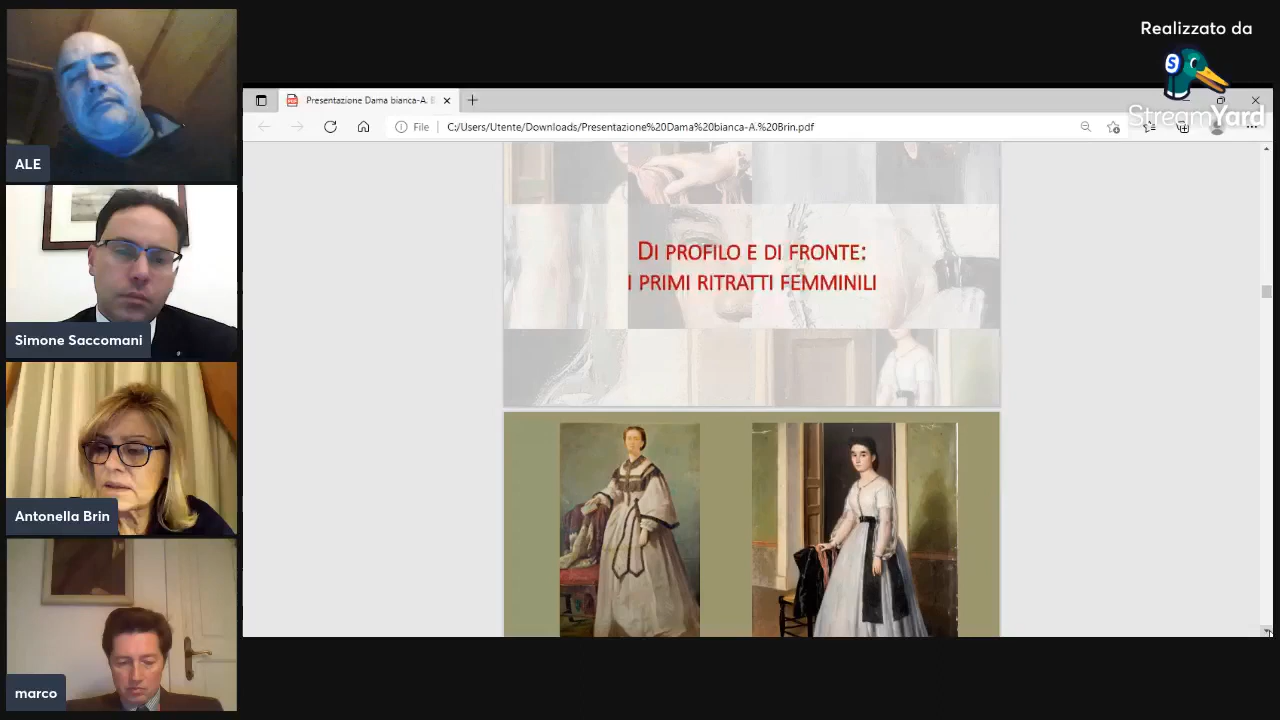 Realizzato da
StreamYard
ALE
Simone Saccomani
Antonella Brin
marco
Presentazione Dama bianca-A.
File
C:/Users/Utente/Downloads/Presentazione%20Dama%20bianca-A.%20Brin.pdf
DI PROFILO E DI FRONTE:
I PRIMI RITRATTI FEMMINILI